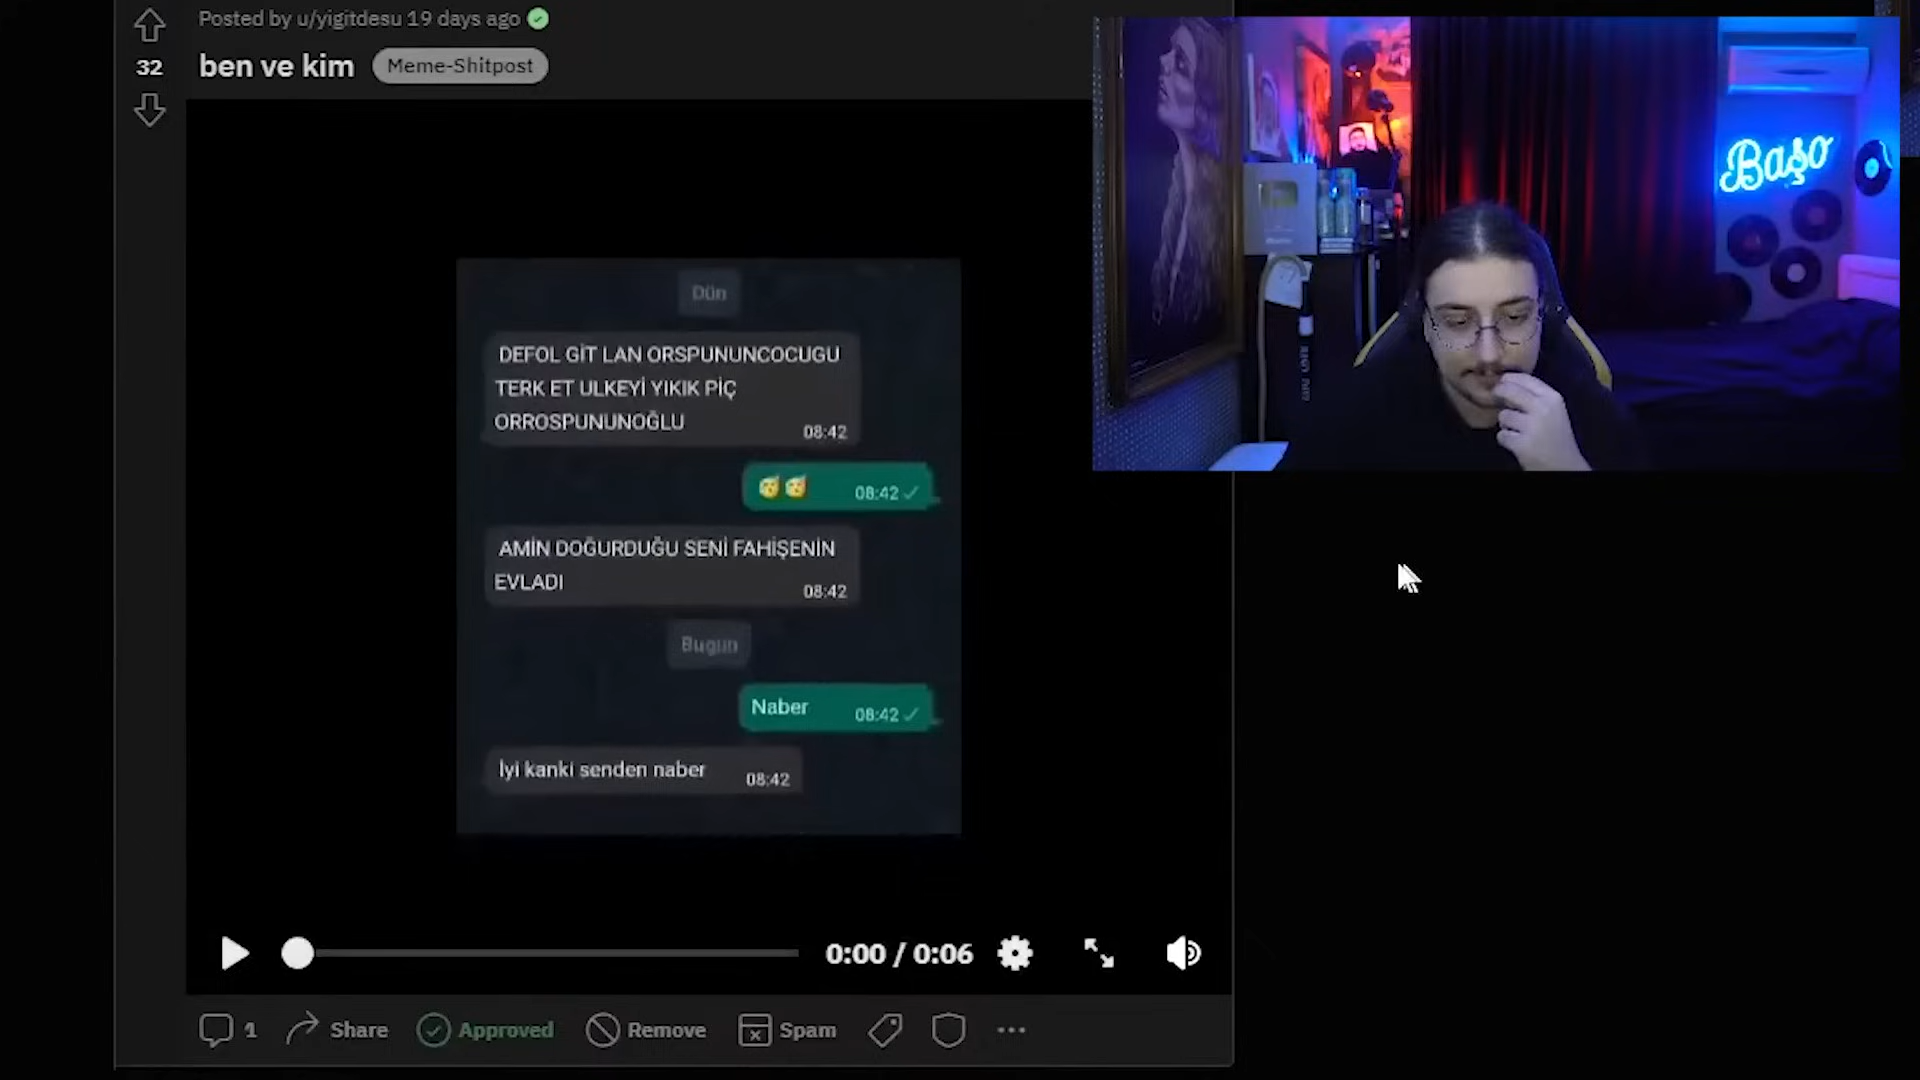 Posted by u/yigitdesu 19 days ago
32
ben ve kim
Meme-Shitpost
Başo
Dün
DEFOL GİT LAN ORSPUNUNCOCUGU
TERK ET ULKEYİ YIKIK PİÇ
ORROSPUNUNOĞLU
08:42
08:42
AMİN DOĞURDUĞU SENİ FAHİŞENİN
EVLADI
08:42
Bugün
Naber
08:42
İyi kanki senden naber
08:42
0:00 / 0:06
1
Share
Approved
Remove
Spam